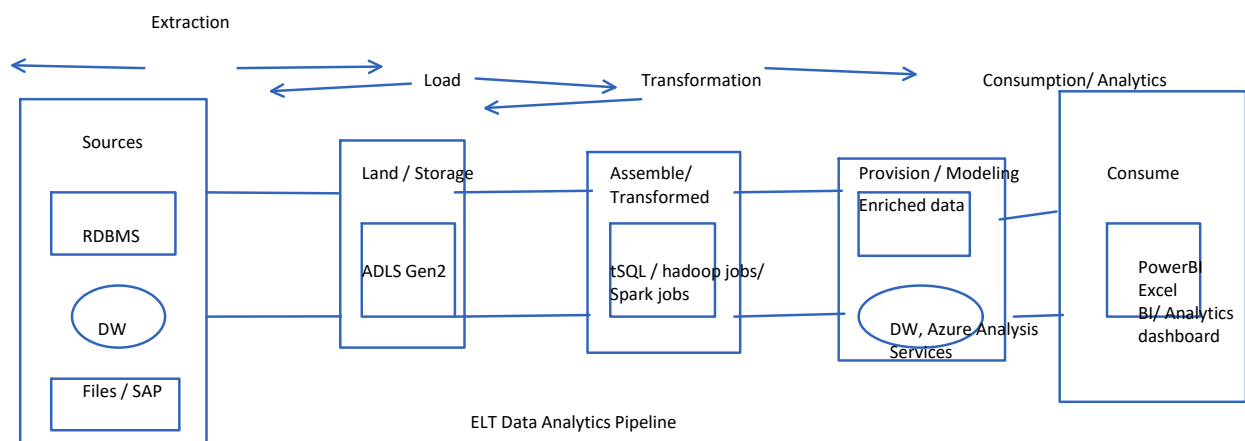 Extraction
Load
Transformation
Consumption/ Analytics
Sources
RDBMS
DW
Files / SAP
Land / Storage
ADLS Gen2
Assemble/
Transformed
tSQL / hadoop jobs/
Spark jobs
Provision / Modeling
Enriched data
DW, Azure Analysis
Services
Consume
PowerBI
Excel
BI/ Analytics
dashboard
ELT Data Analytics Pipeline